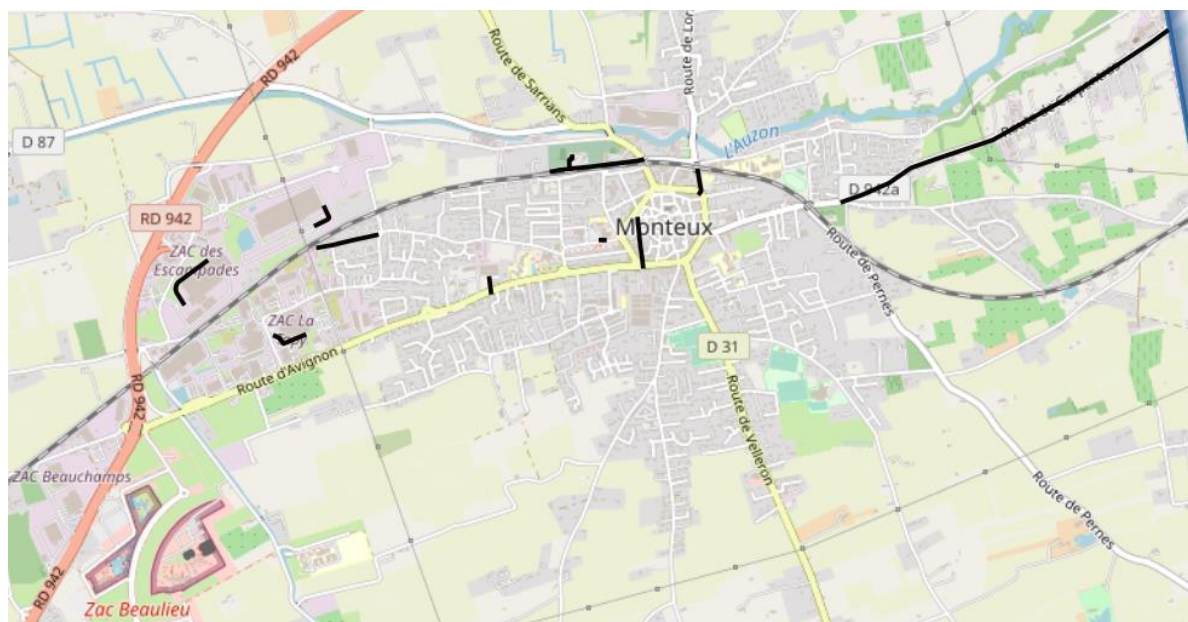 RD 942
Route de Sarrians
Route de Lor
D 87
L'Auzon
D 942a
RD 942
Monteux
ZAC des
Escampades
Route de Pernes
ZAC La
D 31
Route d'Avignon
RD 942
Route de Velleron
ZAC Beauchamps
Route de Pernes
RD 942
Zac Beaulieu